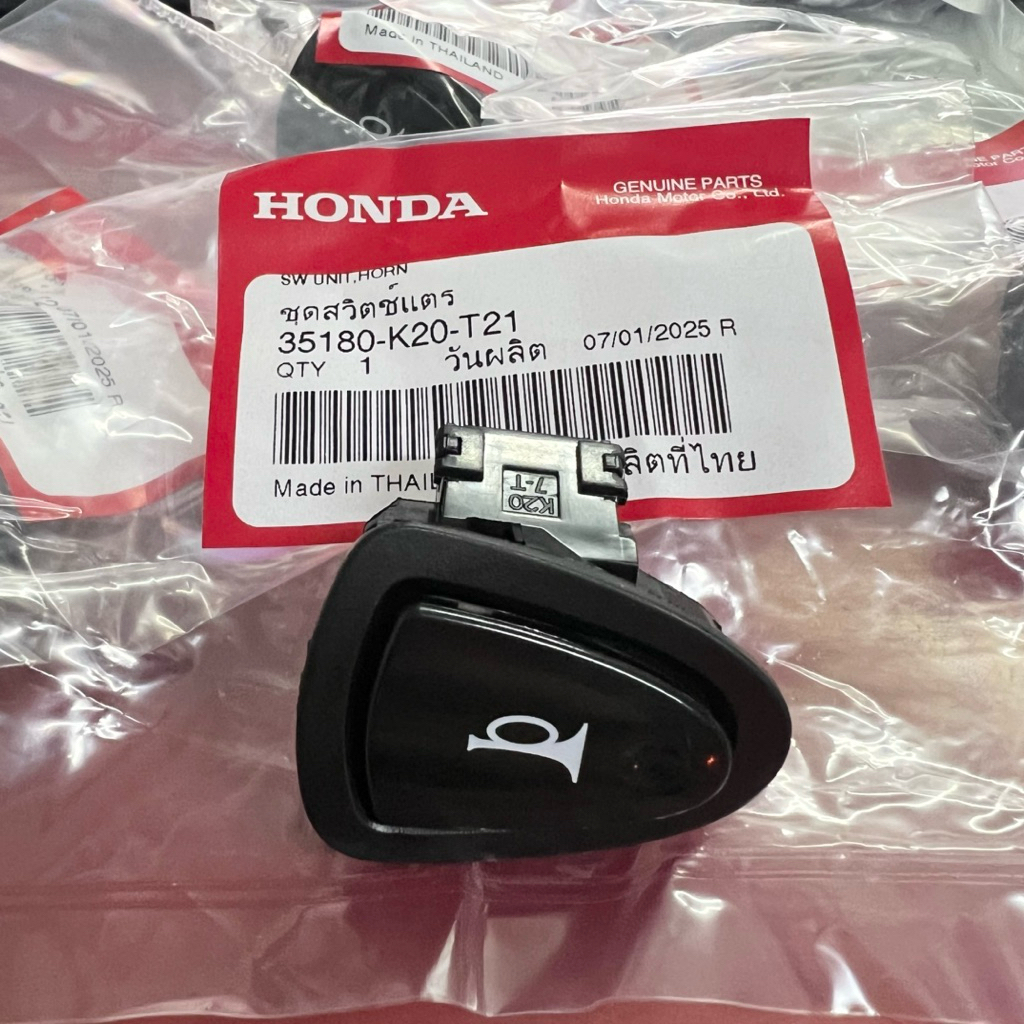 Made in THAILAND
HONDA
GENUINE PARTS
Honda Motor Co., Ltd.
SW UNIT,HORN
ชุดสวิตช์แตร
35180-K20-T21
QTY 1 วันผลิต 07/01/2025 R
Made in THAIL
ลิตที่ไทย
K20
7-T
07/01/2025 R